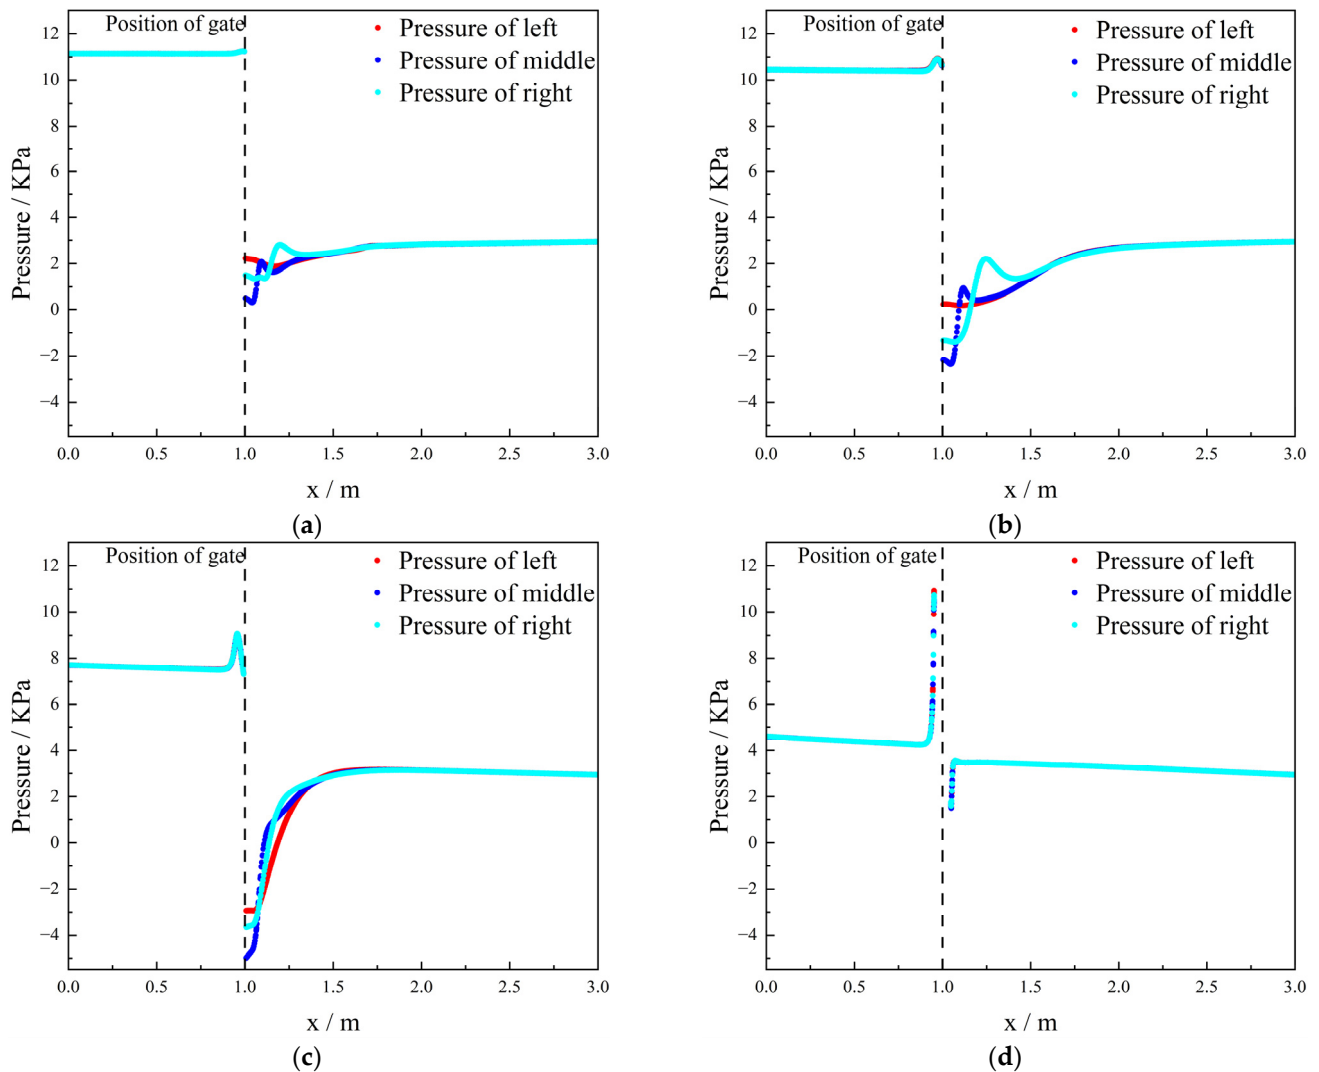 Position of gate
Pressure of left
Pressure of middle
Pressure of right
12
10
8
6
4
2
0
−2
−4
Pressure / KPa
0.0 0.5 1.0 1.5 2.0 2.5 3.0
x / m
(a)
Position of gate
Pressure of left
Pressure of middle
Pressure of right
12
10
8
6
4
2
0
−2
−4
Pressure / KPa
0.0 0.5 1.0 1.5 2.0 2.5 3.0
x / m
(b)
Position of gate
Pressure of left
Pressure of middle
Pressure of right
12
10
8
6
4
2
0
−2
−4
Pressure / KPa
0.0 0.5 1.0 1.5 2.0 2.5 3.0
x / m
(c)
Position of gate
Pressure of left
Pressure of middle
Pressure of right
12
10
8
6
4
2
0
−2
−4
Pressure / KPa
0.0 0.5 1.0 1.5 2.0 2.5 3.0
x / m
(d)